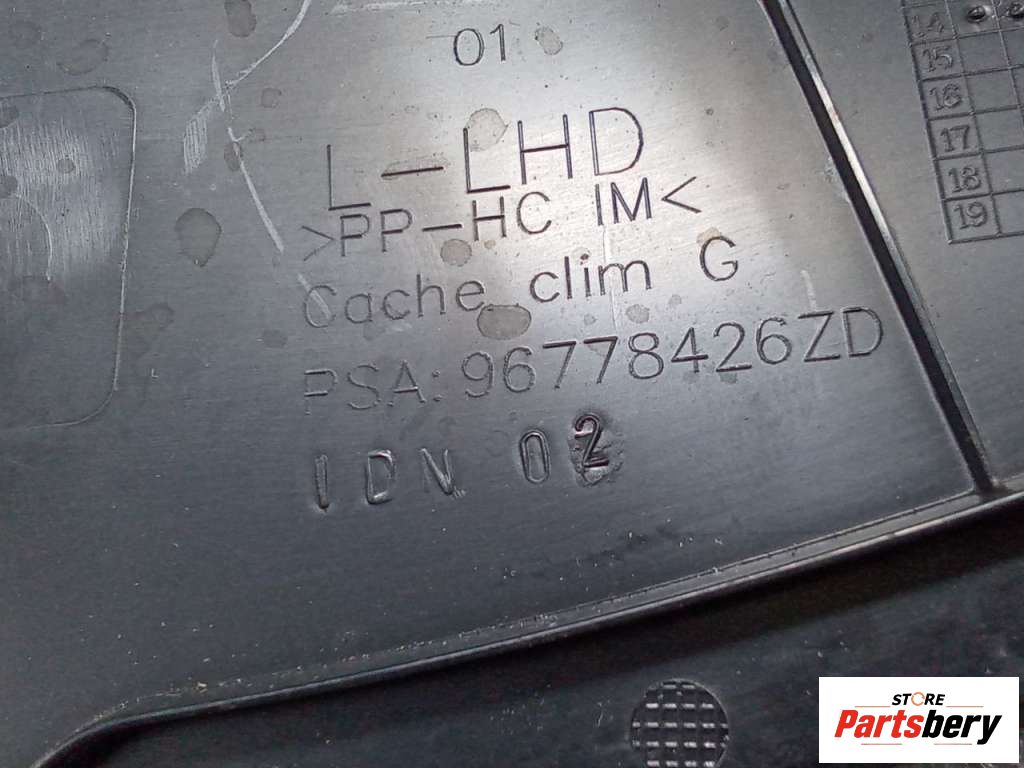 01
L-LHD
>PP-HC IM<
Cache clim G
PSA: 96778426ZD
IDN 02
14
15
16
17
18
19
STORE
Partsbery